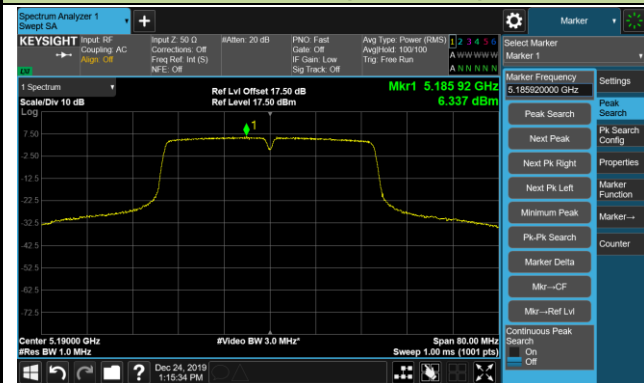 Spectrum Analyzer 1
Swept SA
Marker
KEYSIGHT
Input: RF
Coupling: AC
Align: Off
Input Z: 50 Ω
Corrections: Off
Freq Ref: Int (S)
NFE: Off
#Atten: 20 dB
PNO: Fast
Gate: Off
IF Gain: Low
Sig Track: Off
Avg Type: Power (RMS)
Avg|Hold: 100/100
Trig: Free Run
1 2 3 4 5 6
A W W W W W
A N N N N N
Select Marker
Marker 1
LW
1 Spectrum
Scale/Div 10 dB
Log
Ref Lvl Offset 17.50 dB
Ref Level 17.50 dBm
Mkr1 5.185 92 GHz
6.337 dBm
1
7.50
-2.50
-12.5
-22.5
-32.5
-42.5
-52.5
-62.5
-72.5
Center 5.19000 GHz
#Res BW 1.0 MHz
#Video BW 3.0 MHz*
Span 80.00 MHz
Sweep 1.00 ms (1001 pts)
Marker Frequency
5.185920000 GHz
Peak Search
Next Peak
Next Pk Right
Next Pk Left
Minimum Peak
Pk-Pk Search
Marker Delta
Mkr→CF
Mkr→Ref Lvl
Continuous Peak
Search
On
Off
Settings
Peak
Search
Pk Search
Config
Properties
Marker
Function
Marker→
Counter
Dec 24, 2019
1:15:34 PM